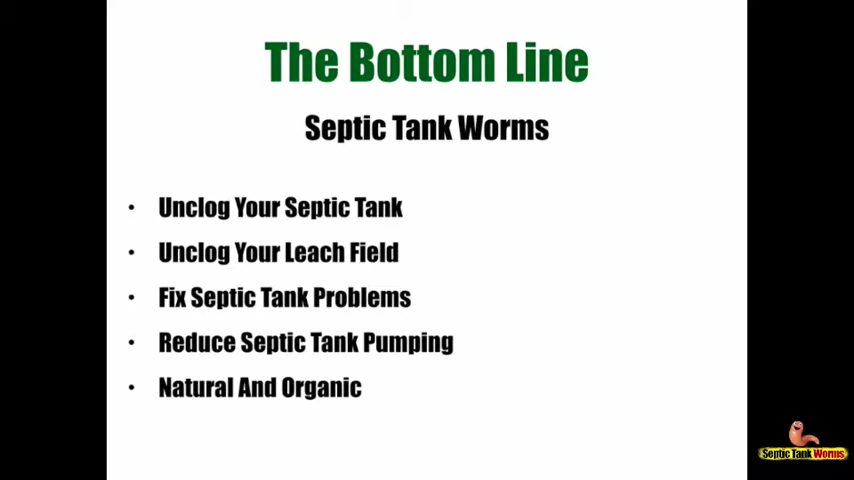 The Bottom Line
Septic Tank Worms
• Unclog Your Septic Tank
• Unclog Your Leach Field
• Fix Septic Tank Problems
• Reduce Septic Tank Pumping
• Natural And Organic
Septic Tank Worms